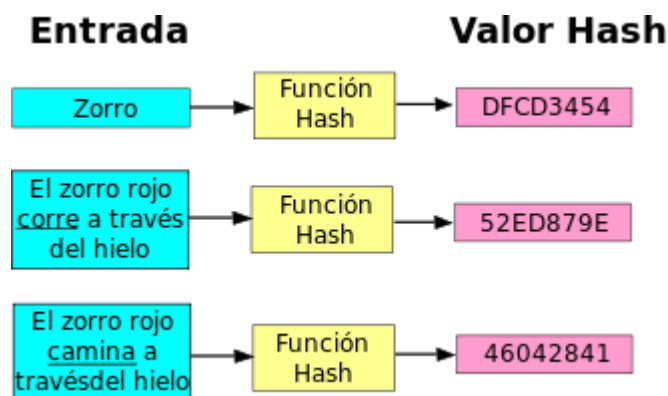 Entrada
Valor Hash
Zorro
Función
Hash
DFCD3454
El zorro rojo
corre a través
del hielo
Función
Hash
52ED879E
El zorro rojo
camina a
travésdel hielo
Función
Hash
46042841